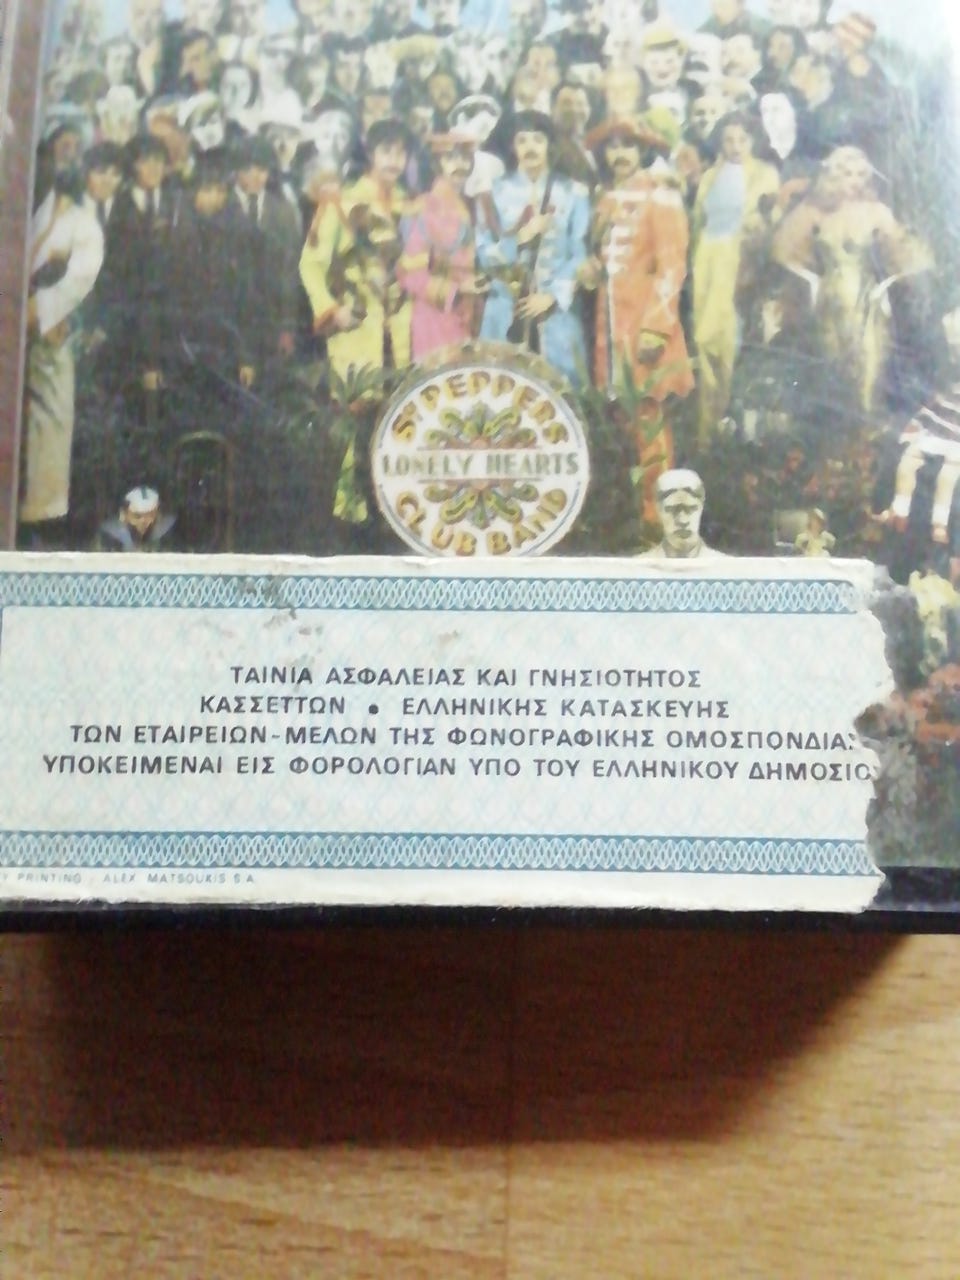 SGT PEPPERS
LONELY HEARTS
CLUB BAND
ΤΑΙΝΙΑ ΑΣΦΑΛΕΙΑΣ ΚΑΙ ΓΝΗΣΙΟΤΗΤΟΣ
ΚΑΣΣΕΤΤΩΝ • ΕΛΛΗΝΙΚΗΣ ΚΑΤΑΣΚΕΥΗΣ
ΤΩΝ ΕΤΑΙΡΕΙΩΝ-ΜΕΛΩΝ ΤΗΣ ΦΩΝΟΓΡΑΦΙΚΗΣ ΟΜΟΣΠΟΝΔΙΑΣ
ΥΠΟΚΕΙΜΕΝΑΙ ΕΙΣ ΦΟΡΟΛΟΓΙΑΝ ΥΠΟ ΤΟΥ ΕΛΛΗΝΙΚΟΥ ΔΗΜΟΣΙΟ
Y PRINTING - ALEX MATSOUKIS S.A.